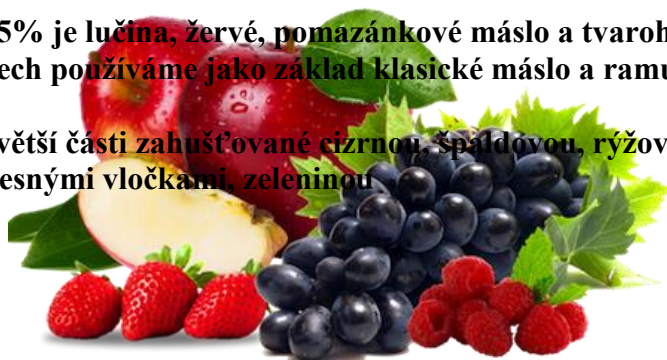 5% je lučina, žervé, pomazánkové máslo a tvaroh
ech používáme jako základ klasické máslo a ramu
větší části zahušťované cizrnou, špaldovou, rýžov
esnými vločkami, zeleninou